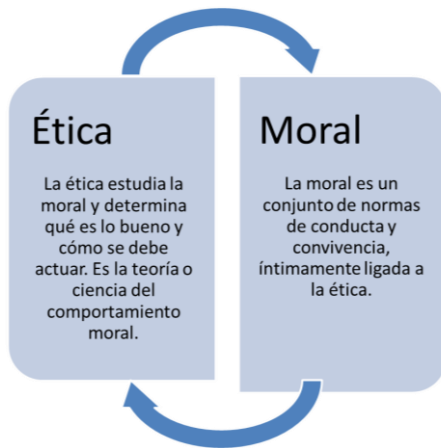 Ética
La ética estudia la
moral y determina
qué es lo bueno y
cómo se debe
actuar. Es la teoría o
ciencia del
comportamiento
moral.
Moral
La moral es un
conjunto de normas
de conducta y
convivencia,
íntimamente ligada a
la ética.